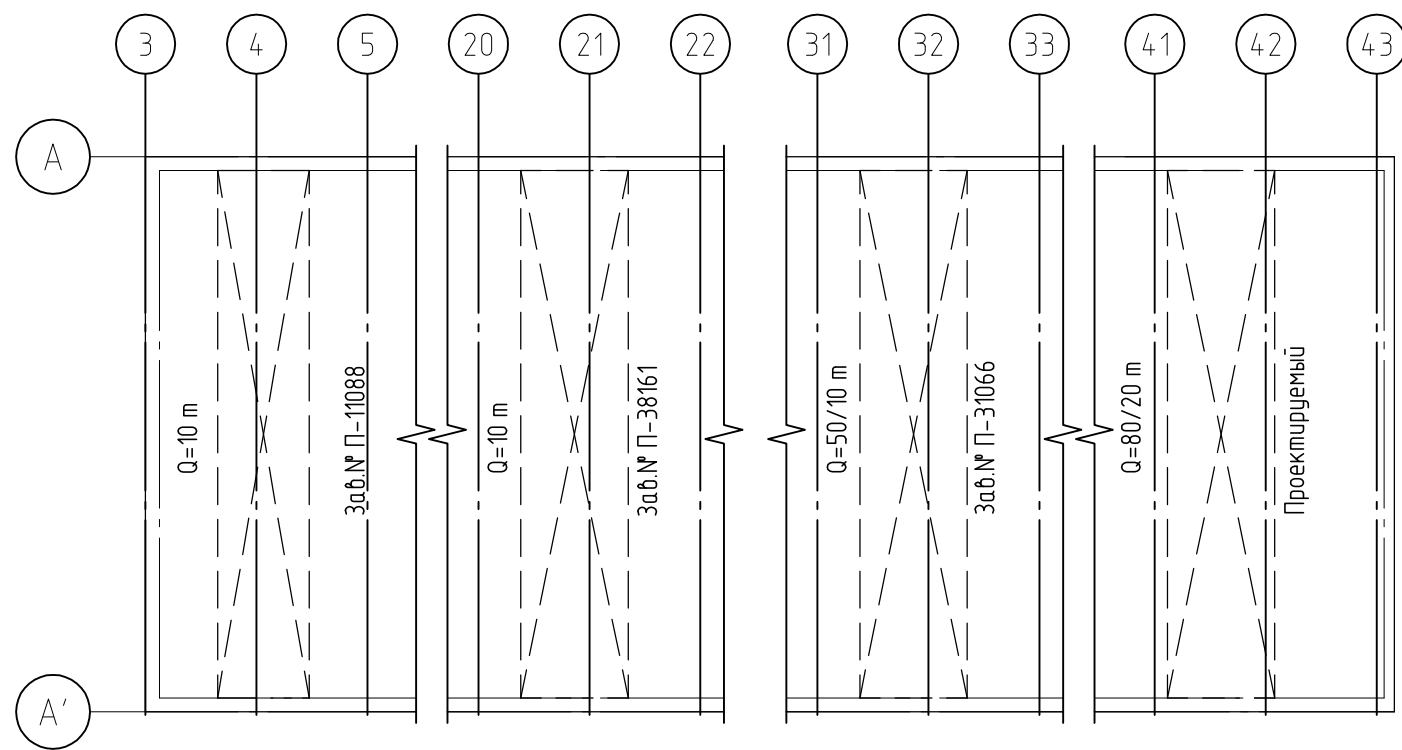 3
4
5
20
21
22
31
32
33
41
42
43
А
А'
Q=10 т
Зав.№ П-11088
Q=10 т
Зав.№ П-38161
Q=50/10 т
Зав.№ П-31066
Q=80/20 т
Проектируемый